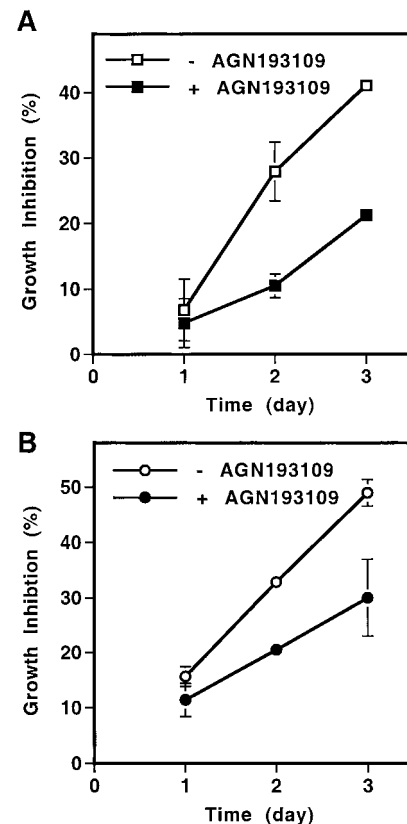 A
- AGN193109
+ AGN193109
40
30
20
10
0
Growth Inhibition (%)
0 1 2 3
Time (day)
B
- AGN193109
+ AGN193109
50
40
30
20
10
0
Growth Inhibtion (%)
0 1 2 3
Time (day)